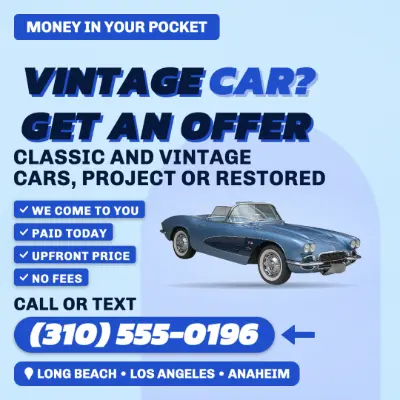 MONEY IN YOUR POCKET
VINTAGE CAR?
GET AN OFFER
CLASSIC AND VINTAGE
CARS, PROJECT OR RESTORED
✓ WE COME TO YOU
✓ PAID TODAY
✓ UPFRONT PRICE
✓ NO FEES
CALL OR TEXT
(310) 555-0196
LONG BEACH • LOS ANGELES • ANAHEIM